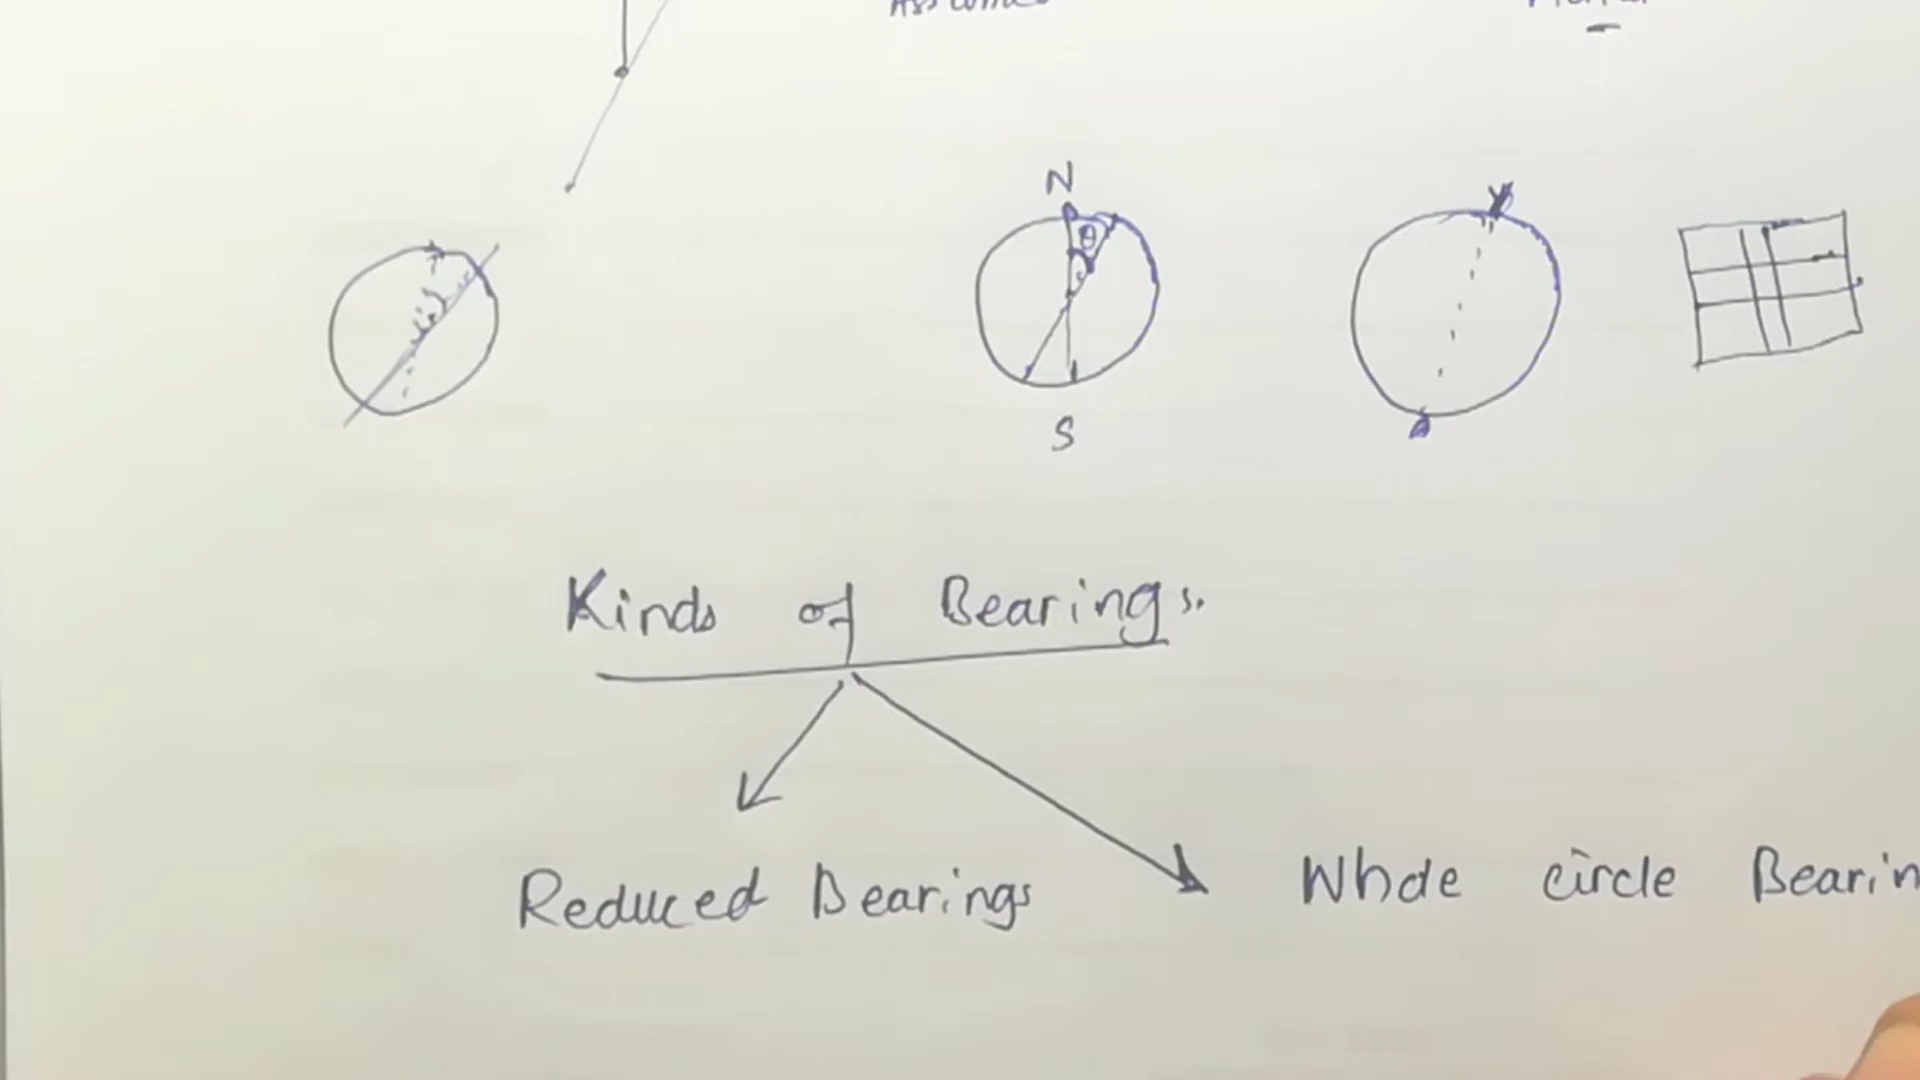 N
θ
S
Kinds of Bearings.
Reduced Bearings
Whole circle Bearin